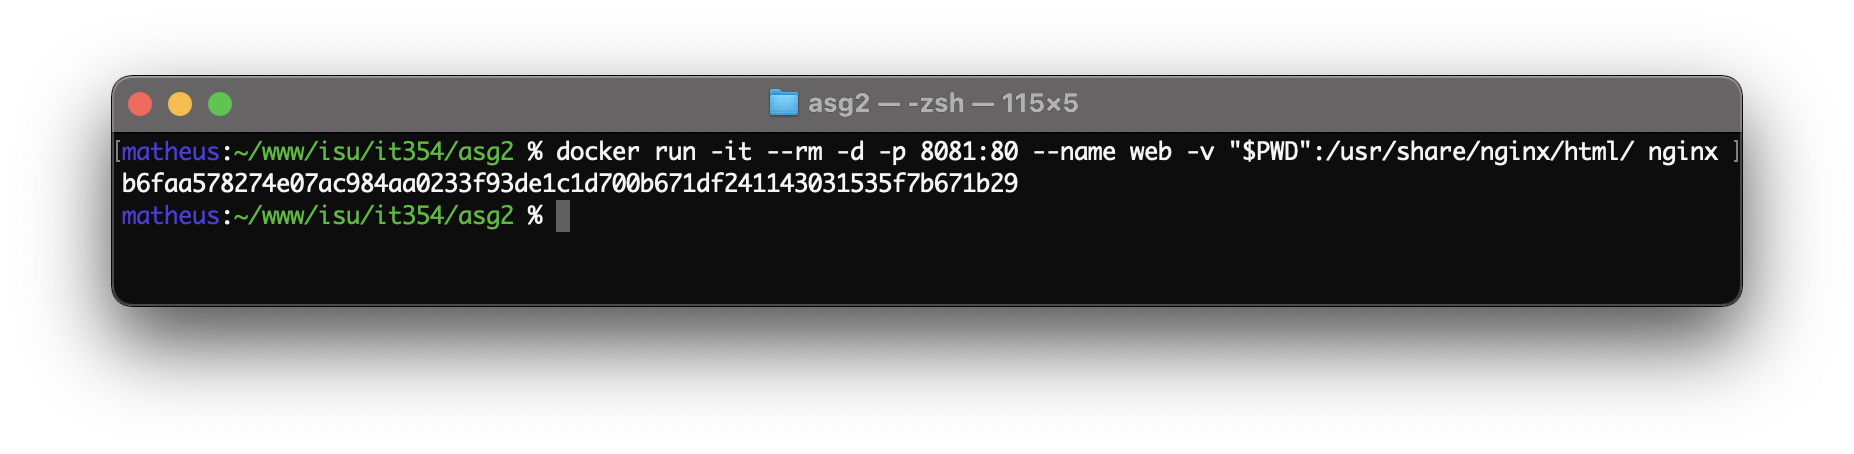 asg2 — -zsh — 115×5
matheus:~/www/isu/it354/asg2 % docker run -it --rm -d -p 8081:80 --name web -v "$PWD":/usr/share/nginx/html/ nginx
b6faa578274e07ac984aa0233f93de1c1d700b671df241143031535f7b671b29
matheus:~/www/isu/it354/asg2 %